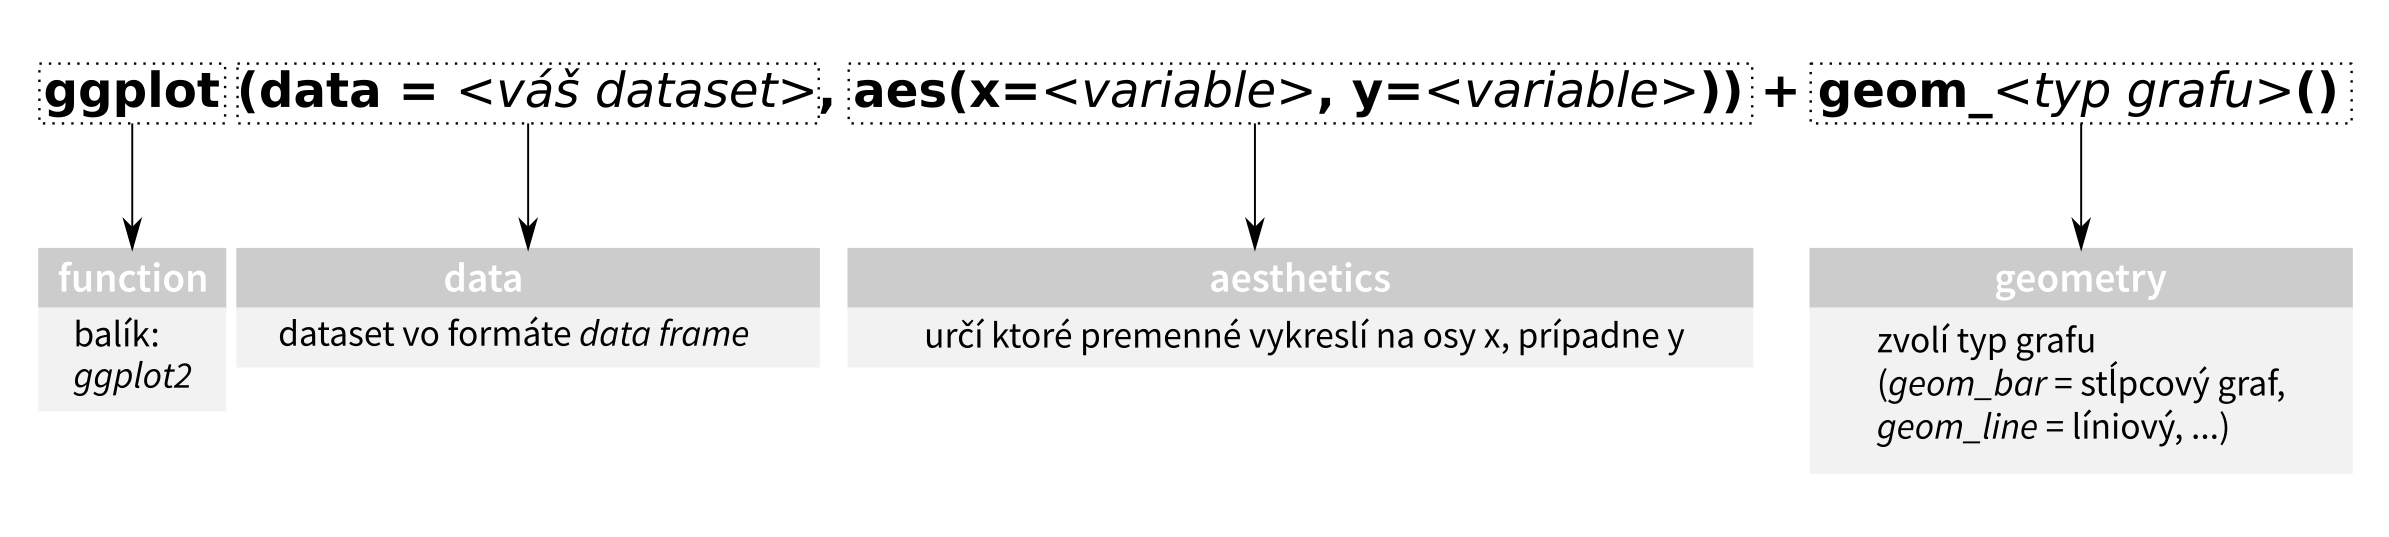 ggplot (data = <váš dataset>, aes(x=<variable>, y=<variable>)) + geom_<typ grafu>()
function
balík:
ggplot2
data
dataset vo formáte data frame
aesthetics
určí ktoré premenné vykreslí na osy x, prípadne y
geometry
zvolí typ grafu
(geom_bar = stĺpcový graf,
geom_line = líniový, ...)